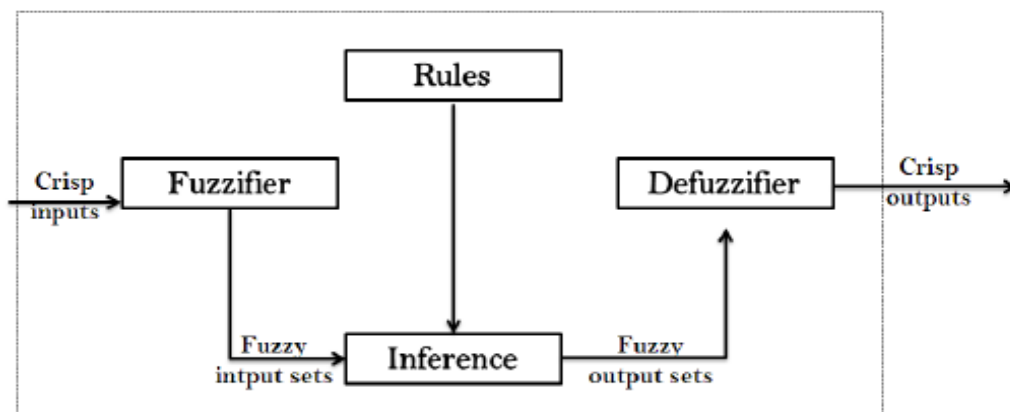 Rules
Crisp
inputs
Fuzzifier
Defuzzifier
Crisp
outputs
Fuzzy
intput sets
Inference
Fuzzy
output sets